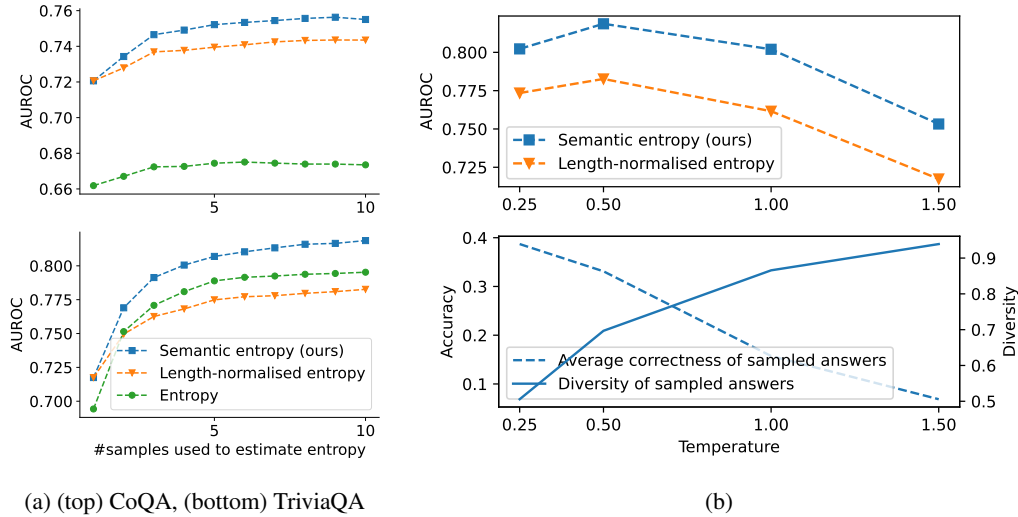 0.76
0.74
0.72
0.70
0.68
0.66
AUROC
5
10
0.800
0.775
0.750
0.725
0.700
AUROC
Semantic entropy (ours)
Length-normalised entropy
Entropy
5
10
#samples used to estimate entropy
(a) (top) CoQA, (bottom) TriviaQA
0.800
0.775
0.750
0.725
AUROC
Semantic entropy (ours)
Length-normalised entropy
0.25
0.50
1.00
1.50
0.4
0.3
0.2
0.1
Accuracy
Average correctness of sampled answers
Diversity of sampled answers
0.9
0.8
0.7
0.6
0.5
Diversity
0.25
0.50
1.00
1.50
Temperature
(b)